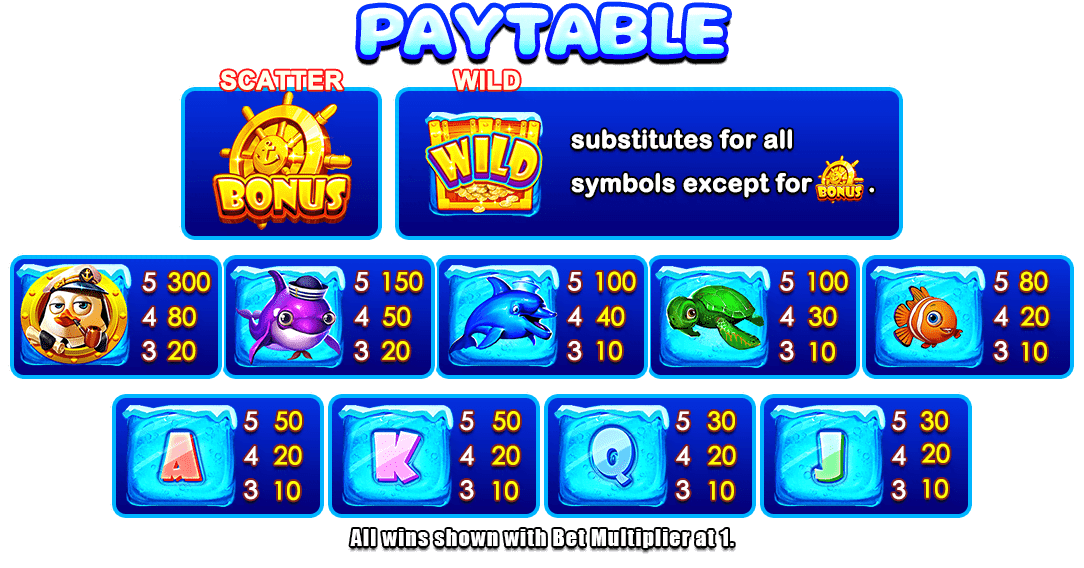 PAYTABLE
SCATTER
BONUS
WILD
WILD
substitutes for all
symbols except for BONUS .
5 300
4 80
3 20
5 150
4 50
3 20
5 100
4 40
3 10
5 100
4 30
3 10
5 80
4 20
3 10
A
5 50
4 20
3 10
K
5 50
4 20
3 10
Q
5 30
4 20
3 10
J
5 30
4 20
3 10
All wins shown with Bet Multiplier at 1.